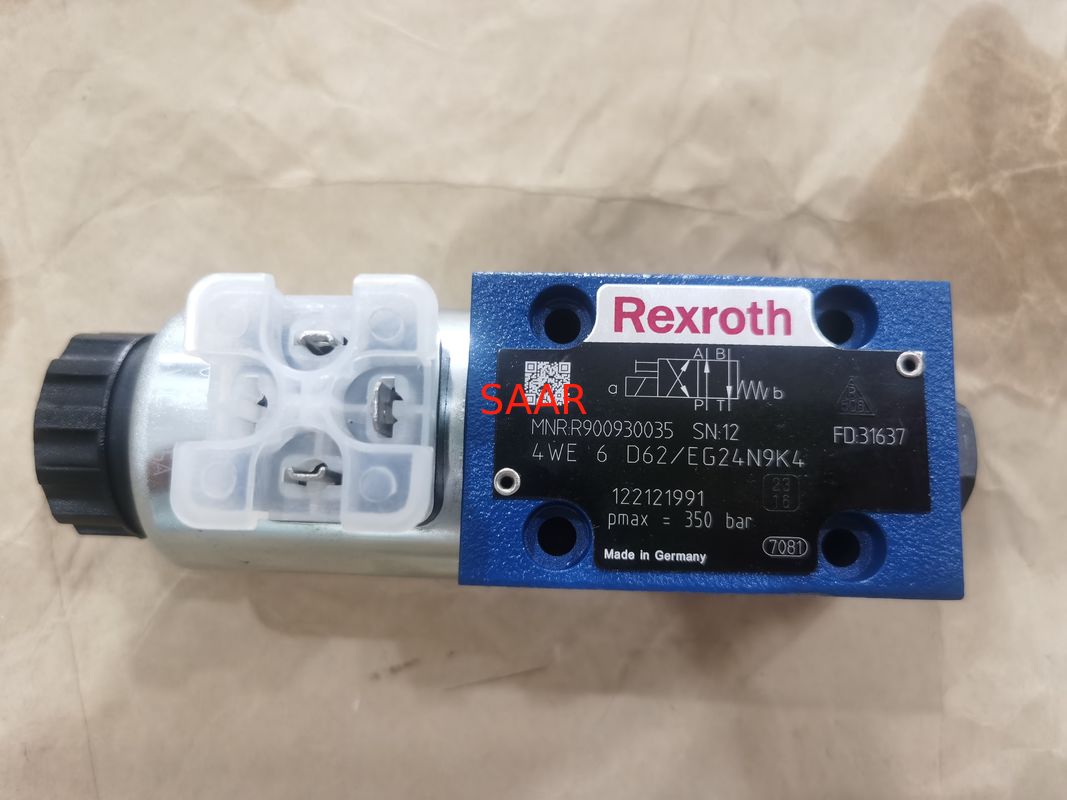 Rexroth
A B
a
b
P T
SAAR
MNR:R900930035 SN:12
FD:31637
4WE 6 D62/EG24N9K4
23
16
122121991
pmax = 350 bar
Made in Germany
7081